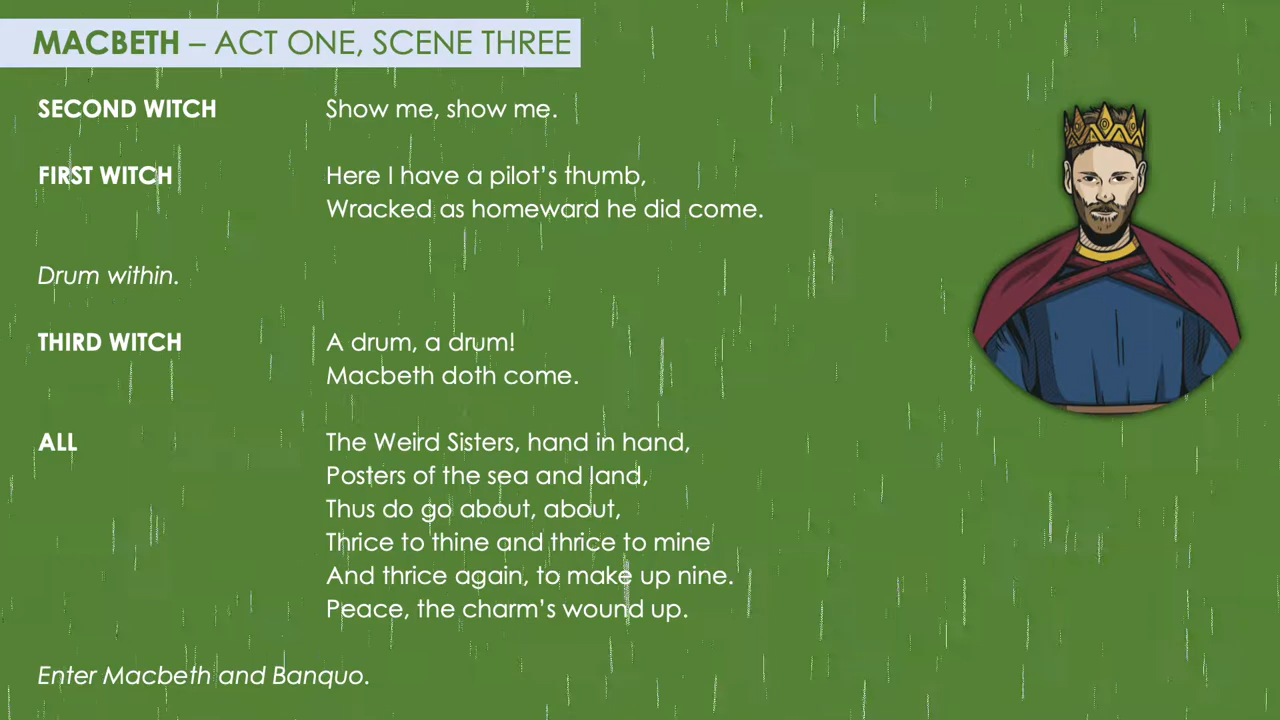 MACBETH – ACT ONE, SCENE THREE
SECOND WITCH Show me, show me.
FIRST WITCH Here I have a pilot’s thumb,
Wracked as homeward he did come.
Drum within.
THIRD WITCH A drum, a drum!
Macbeth doth come.
ALL The Weird Sisters, hand in hand,
Posters of the sea and land,
Thus do go about, about,
Thrice to thine and thrice to mine
And thrice again, to make up nine.
Peace, the charm’s wound up.
Enter Macbeth and Banquo.